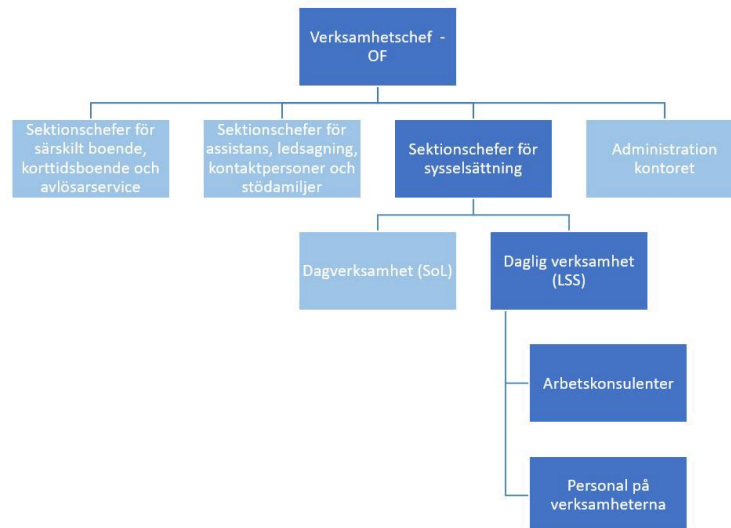 Verksamhetschef -
OF
Sektionschefer för
särskilt boende,
korttidsboende och
avlösarservice
Sektionschefer för
assistans, ledsagning,
kontaktpersoner och
stödamiljer
Sektionschefer för
sysselsättning
Administration
kontoret
Dagverksamhet (SoL)
Daglig verksamhet
(LSS)
Arbetskonsulenter
Personal på
verksamheterna